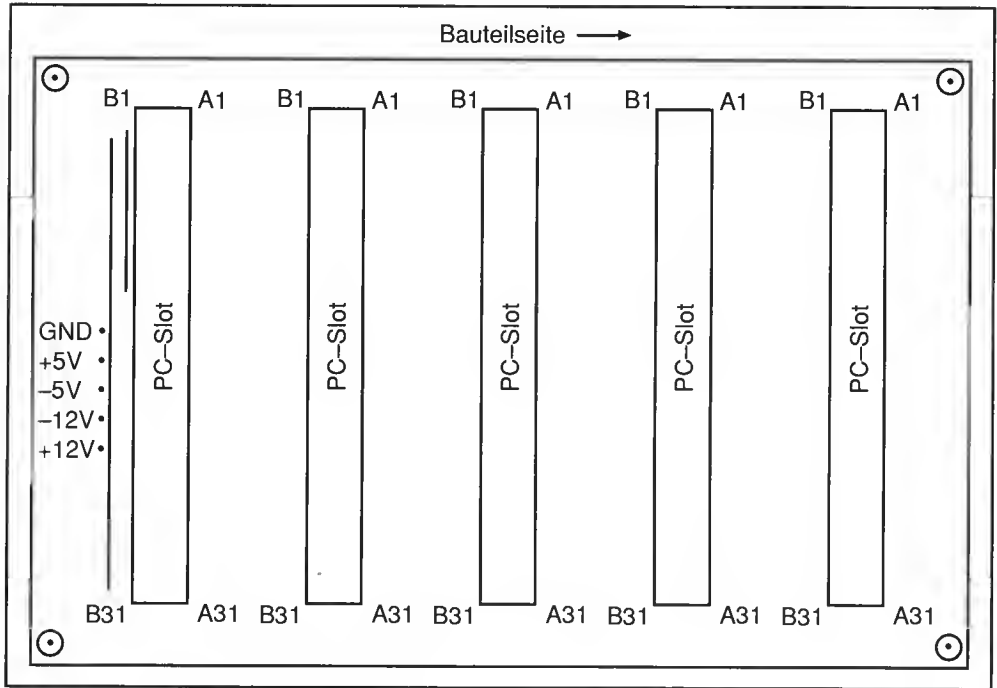 Bauteilseite
B1 A1 B1 A1 B1 A1 B1 A1 B1 A1
PC–Slot PC–Slot PC–Slot PC–Slot PC–Slot
GND
+5V
–5V
–12V
+12V
B31 A31 B31 A31 B31 A31 B31 A31 B31 A31